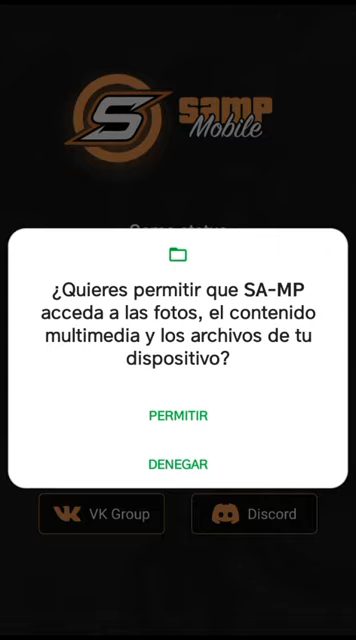 samp
Mobile
¿Quieres permitir que SA-MP
acceda a las fotos, el contenido
multimedia y los archivos de tu
dispositivo?
PERMITIR
DENEGAR
VK Group
Discord